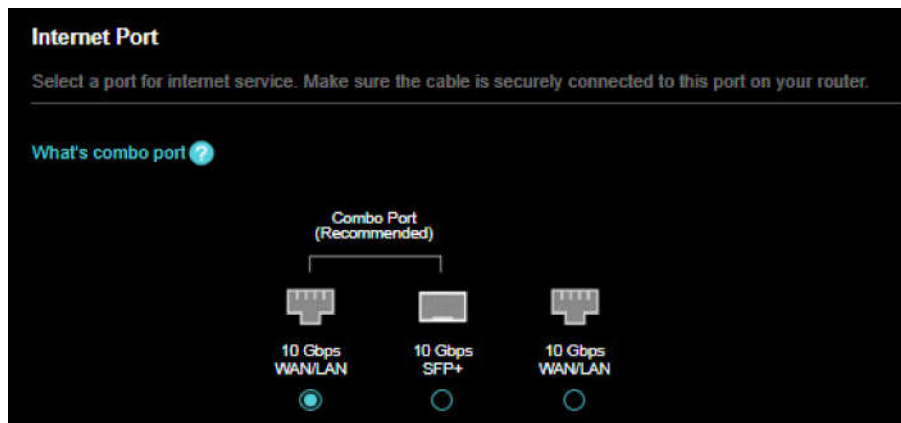 Internet Port
Select a port for internet service. Make sure the cable is securely connected to this port on your router.
What's combo port ?
Combo Port
(Recommended)
10 Gbps
WAN/LAN
10 Gbps
SFP+
10 Gbps
WAN/LAN